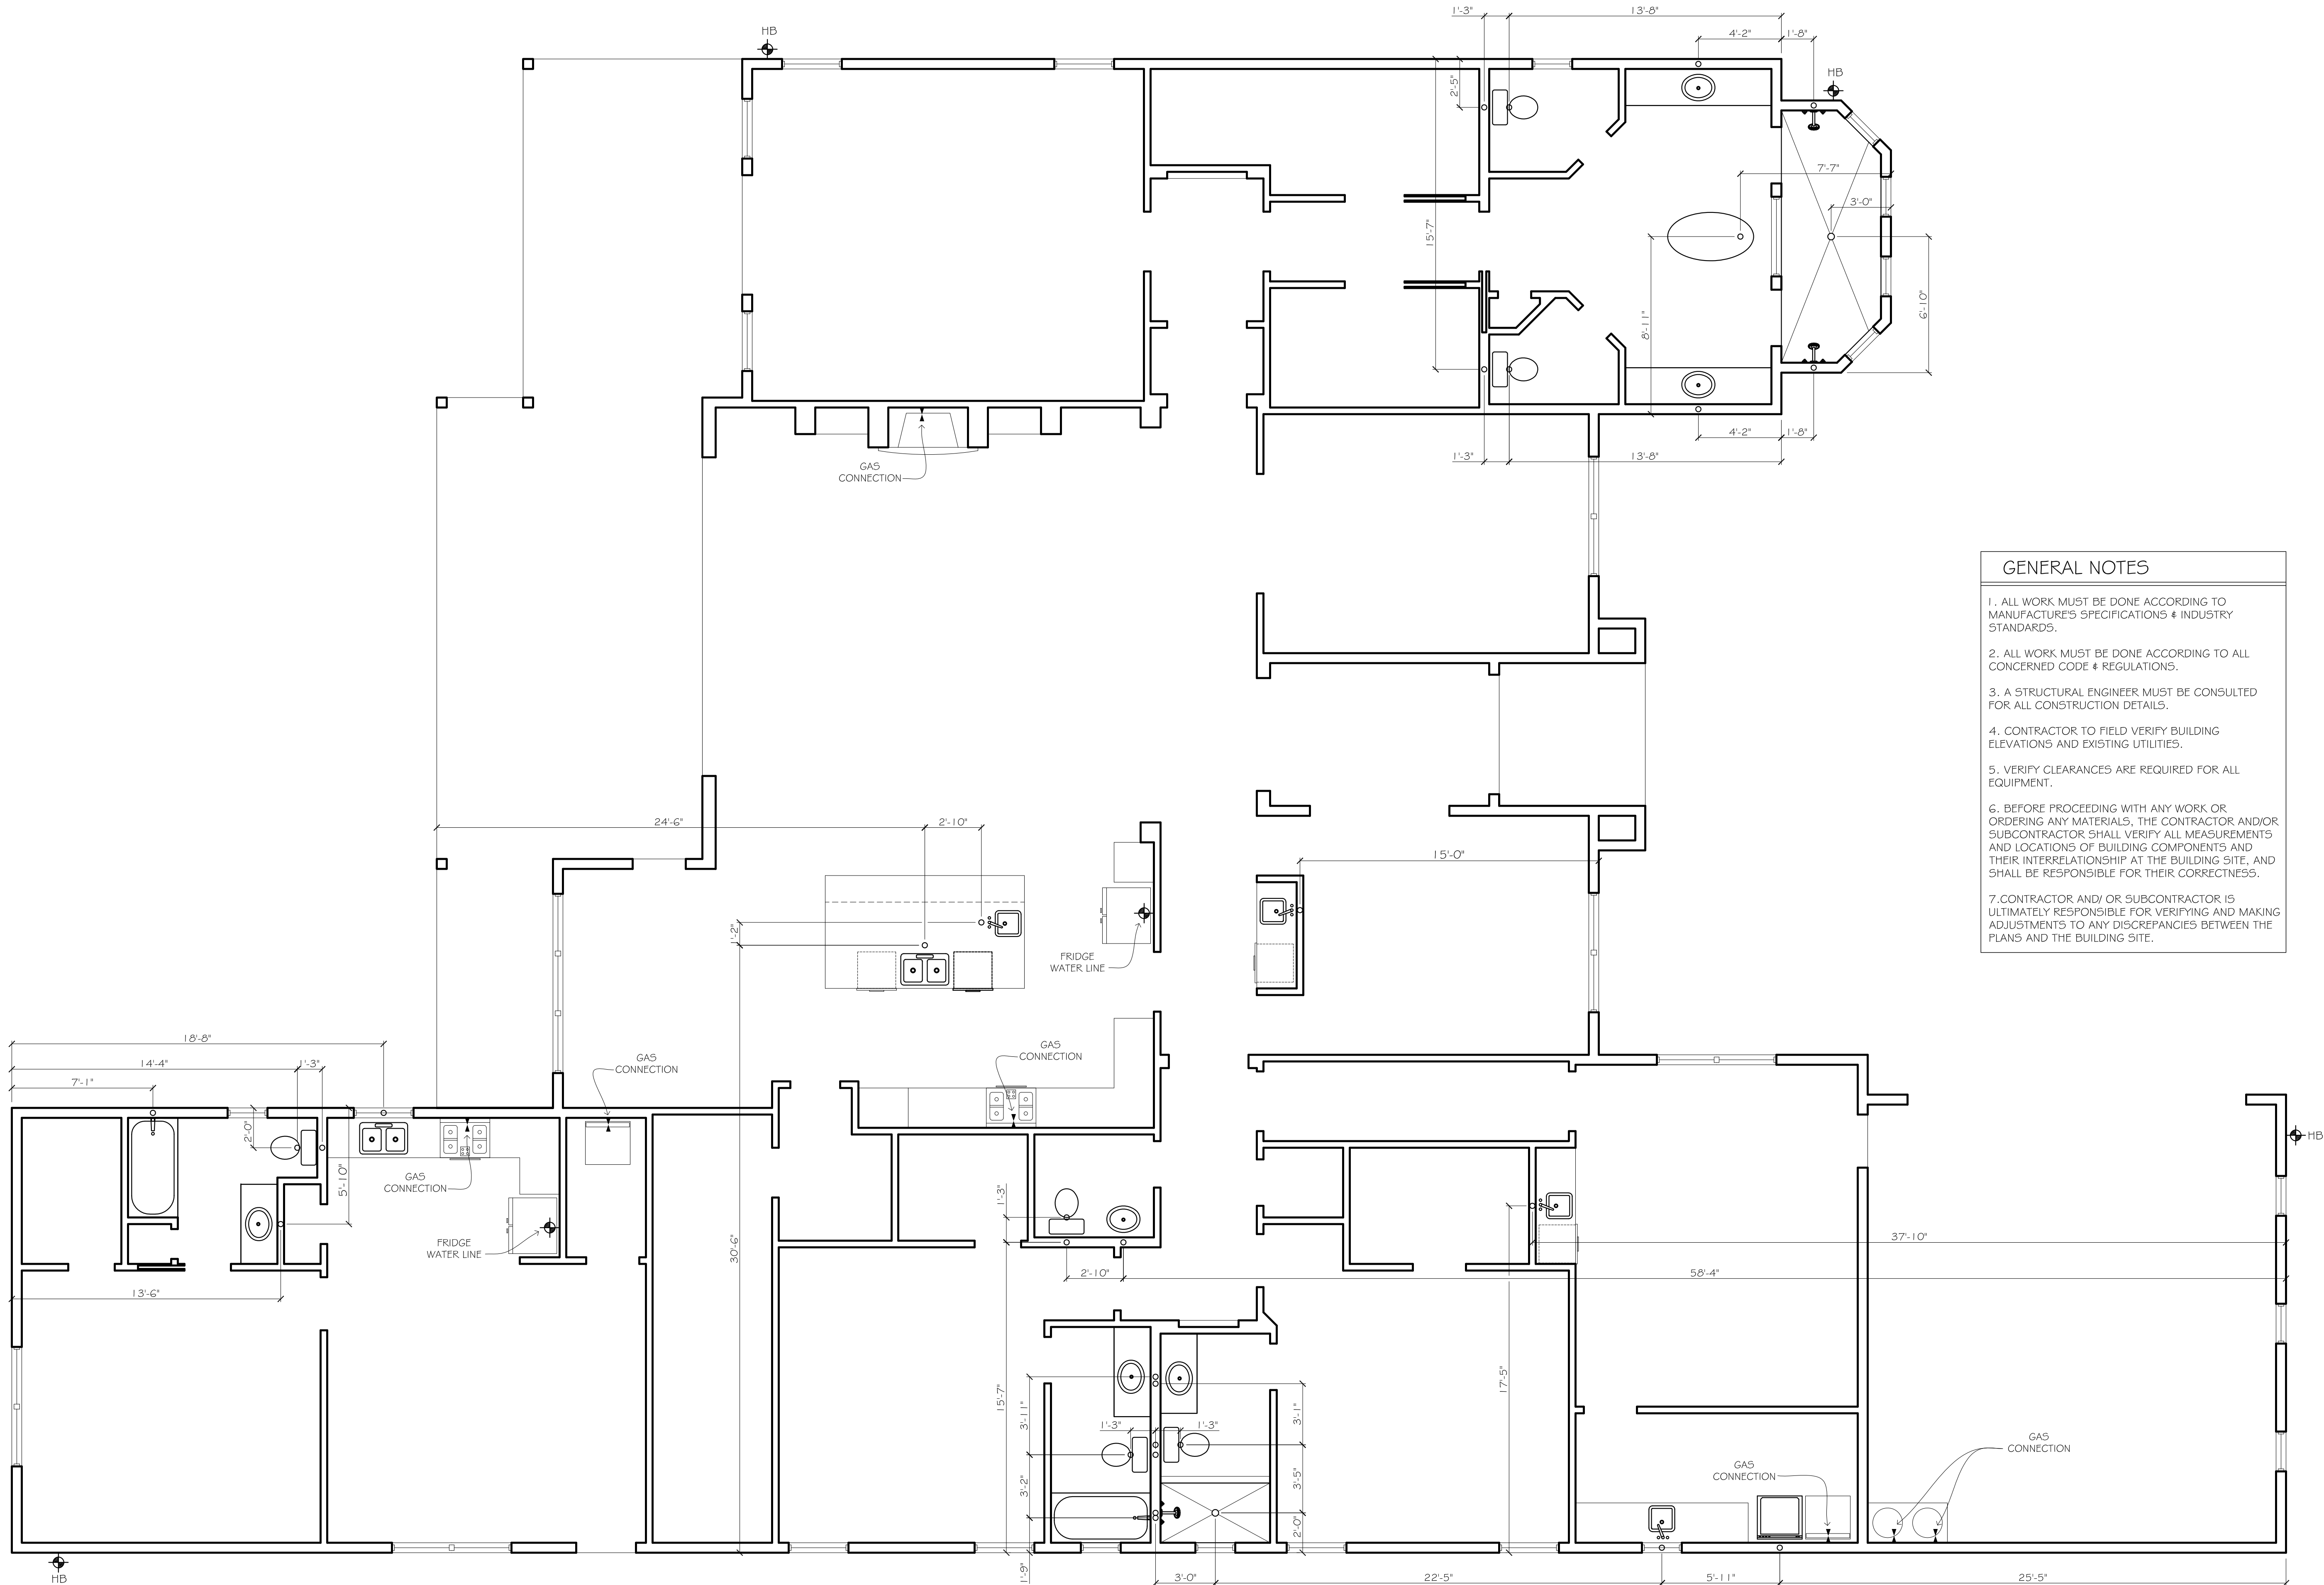 1'-3"
13'-8"
HB
4'-2"
1'-8"
HB
2'-5"
7'-7"
3'-0"
15'-7"
8'-11"
6'-10"
4'-2"
1'-8"
1'-3"
13'-8"
GAS
CONNECTION
GENERAL NOTES
1. ALL WORK MUST BE DONE ACCORDING TO
MANUFACTURE'S SPECIFICATIONS & INDUSTRY
STANDARDS.
2. ALL WORK MUST BE DONE ACCORDING TO ALL
CONCERNED CODE & REGULATIONS.
3. A STRUCTURAL ENGINEER MUST BE CONSULTED
FOR ALL CONSTRUCTION DETAILS.
4. CONTRACTOR TO FIELD VERIFY BUILDING
ELEVATIONS AND EXISTING UTILITIES.
5. VERIFY CLEARANCES ARE REQUIRED FOR ALL
EQUIPMENT.
6. BEFORE PROCEEDING WITH ANY WORK OR
ORDERING ANY MATERIALS, THE CONTRACTOR AND/OR
SUBCONTRACTOR SHALL VERIFY ALL MEASUREMENTS
AND LOCATIONS OF BUILDING COMPONENTS AND
THEIR INTERRELATIONSHIP AT THE BUILDING SITE, AND
SHALL BE RESPONSIBLE FOR THEIR CORRECTNESS.
7.CONTRACTOR AND/ OR SUBCONTRACTOR IS
ULTIMATELY RESPONSIBLE FOR VERIFYING AND MAKING
ADJUSTMENTS TO ANY DISCREPANCIES BETWEEN THE
PLANS AND THE BUILDING SITE.
24'-6"
2'-10"
15'-0"
1'-2"
FRIDGE
WATER LINE
18'-8"
14'-4"
1'-3"
7'-1"
GAS
CONNECTION
GAS
CONNECTION
2'-0"
5'-10"
HB
GAS
CONNECTION
1'-3"
FRIDGE
WATER LINE
30'-6"
37'-10"
2'-10"
58'-4"
13'-6"
15'-7"
17'-5"
3'-11"
3'-1"
1'-3"
1'-3"
GAS
CONNECTION
GAS
CONNECTION
3'-2"
3'-5"
2'-0"
HB
1'-9"
3'-0"
22'-5"
5'-11"
25'-5"